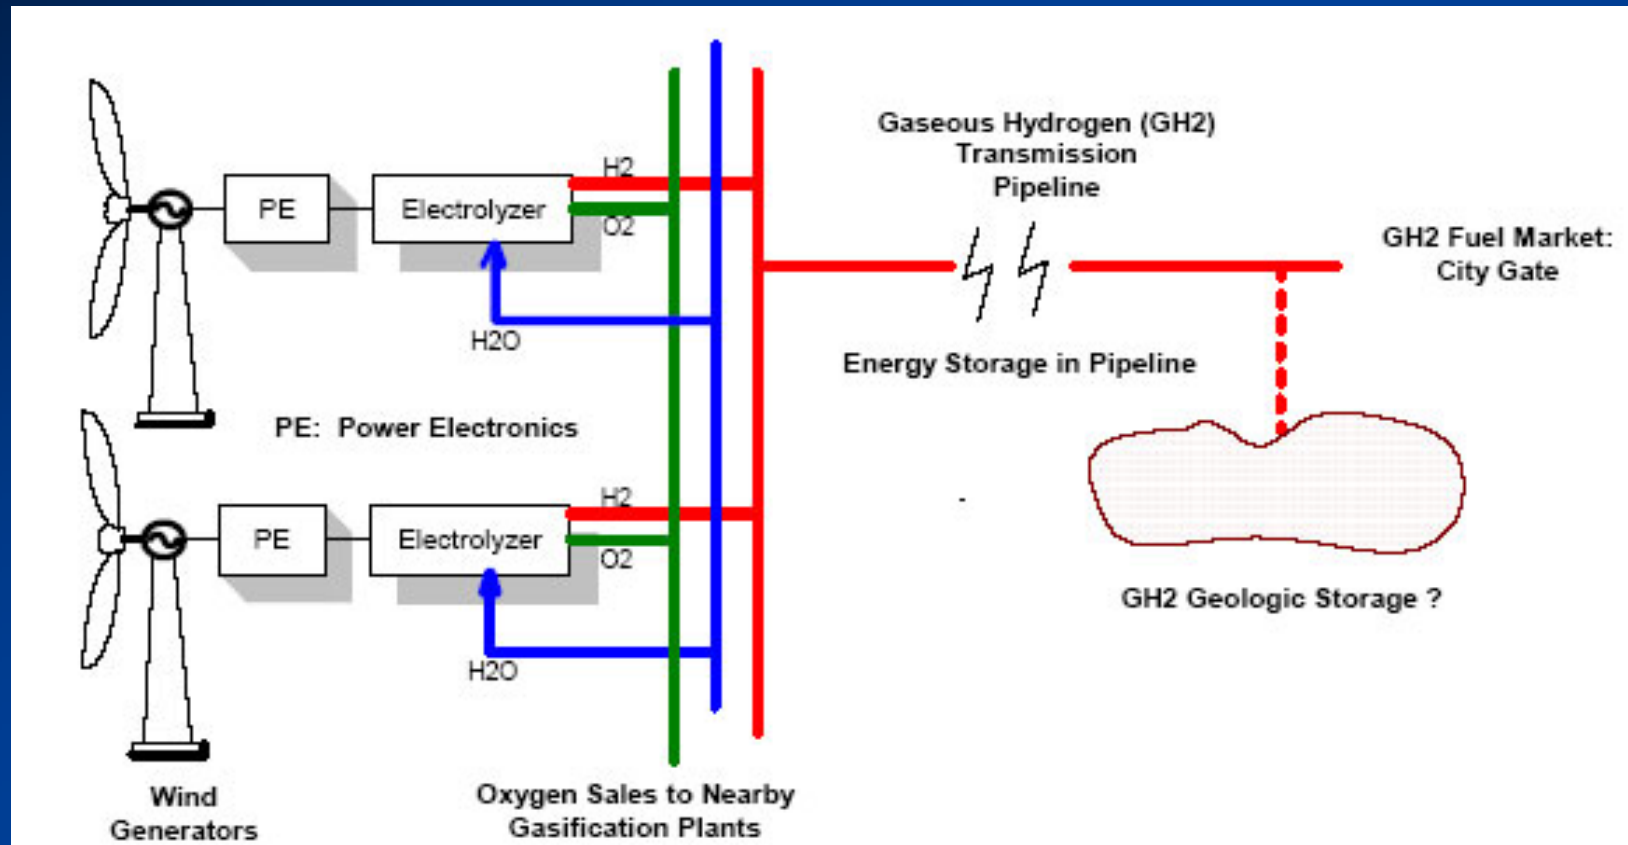 H2
PE
Electrolyzer
O2
H2O
Gaseous Hydrogen (GH2)
Transmission
Pipeline
GH2 Fuel Market:
City Gate
Energy Storage in Pipeline
PE: Power Electronics
H2
PE
Electrolyzer
O2
H2O
GH2 Geologic Storage ?
Wind
Generators
Oxygen Sales to Nearby
Gasification Plants